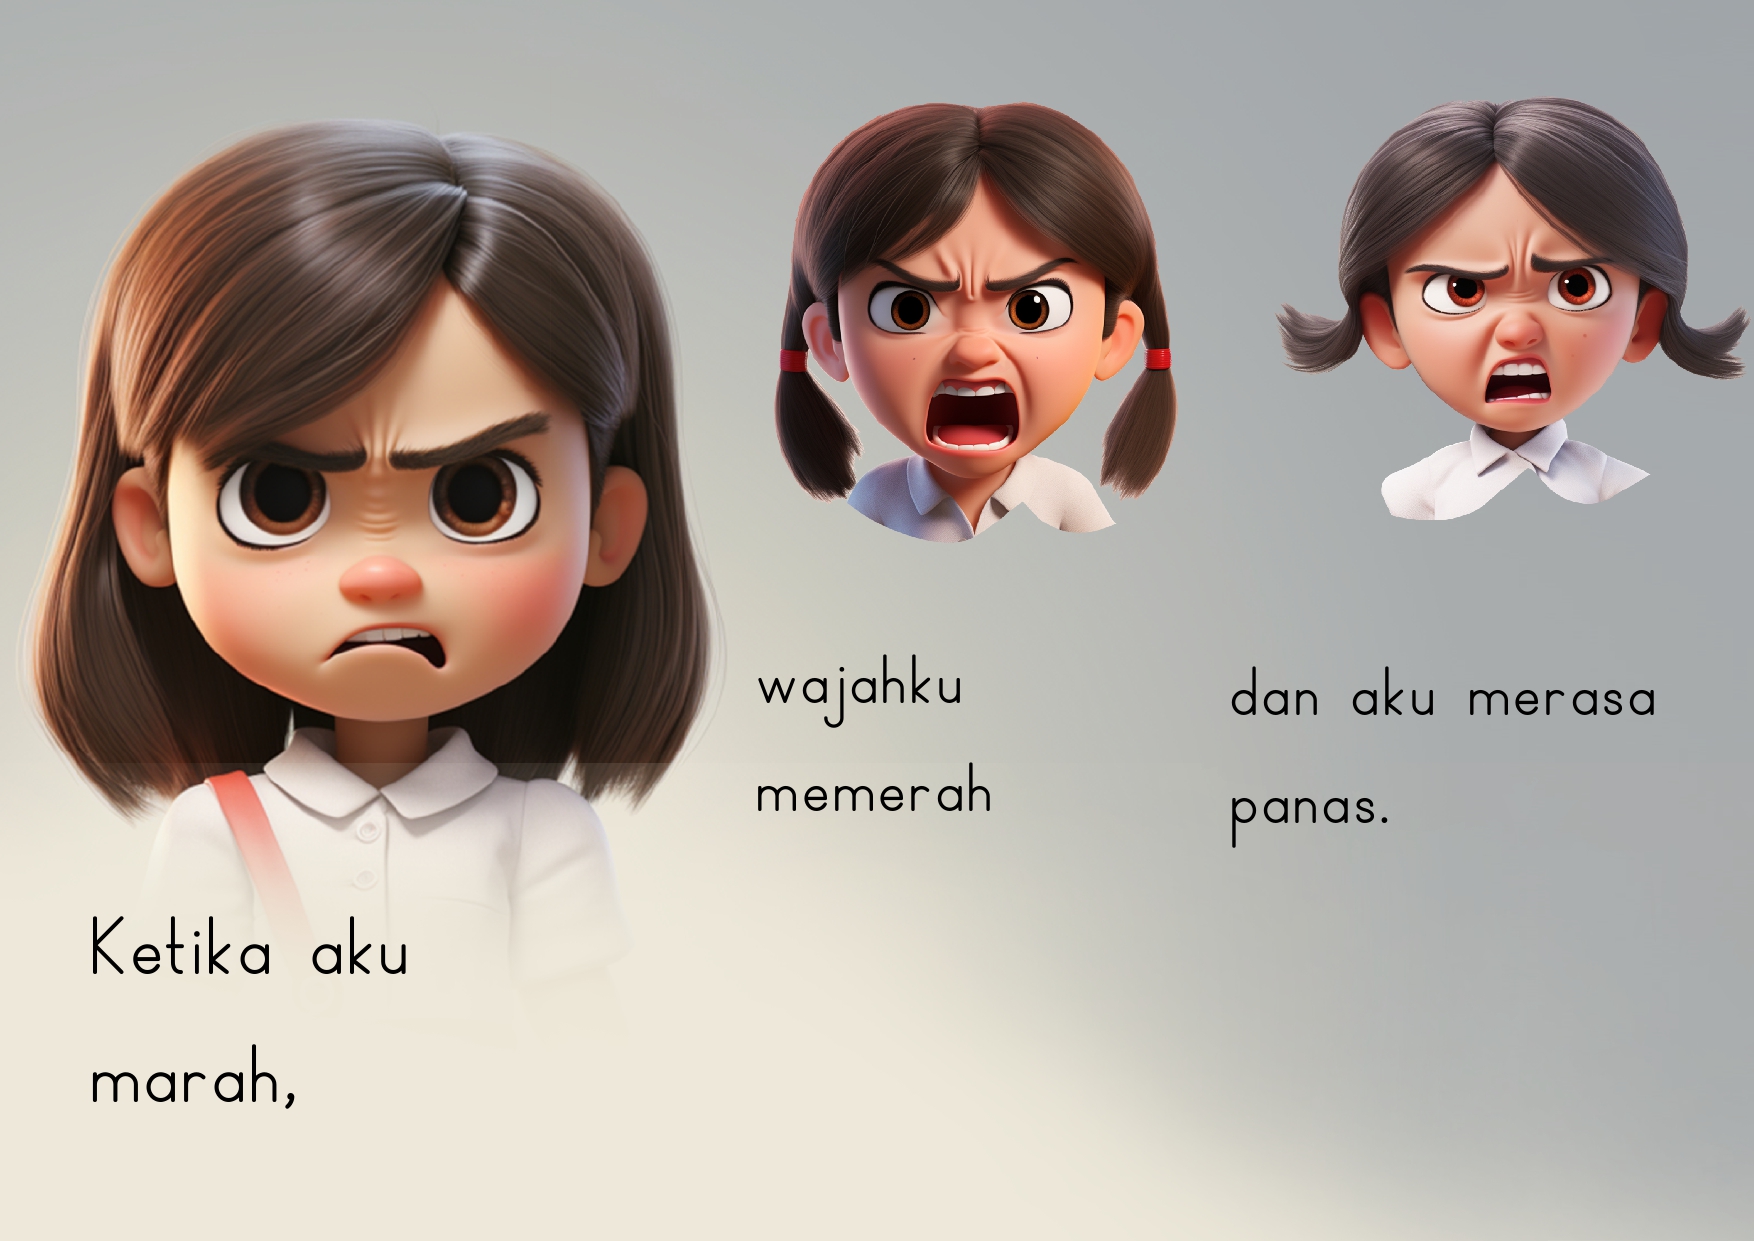 Ketika aku
marah,
wajahku
memerah
dan aku merasa
panas.